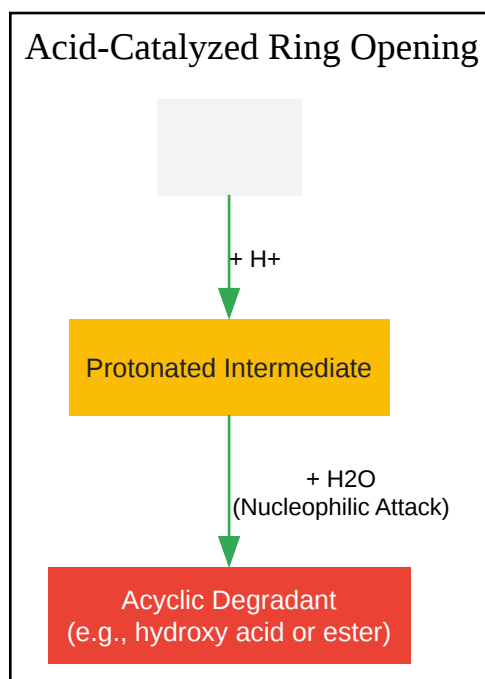 Acid-Catalyzed Ring Opening
+ H+
Protonated Intermediate
+ H2O
(Nucleophilic Attack)
Acyclic Degradant
(e.g., hydroxy acid or ester)